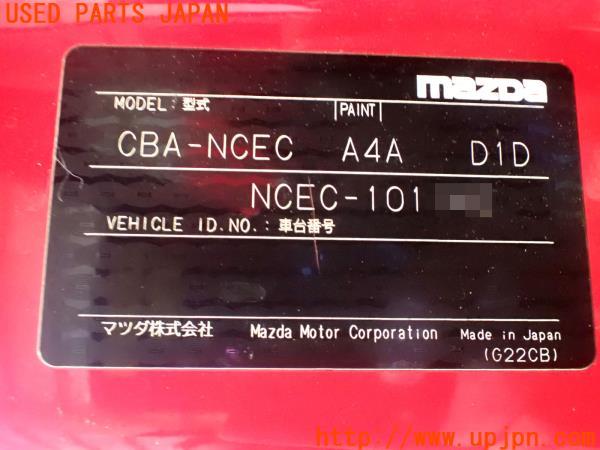 USED PARTS JAPAN
mazda
MODEL: 型式 PAINT
CBA-NCEC A4A D1D
NCEC-101
VEHICLE ID.NO.: 車台番号
マツダ株式会社 Mazda Motor Corporation Made in Japan
(G22CB)
http://www.upjpn.com/